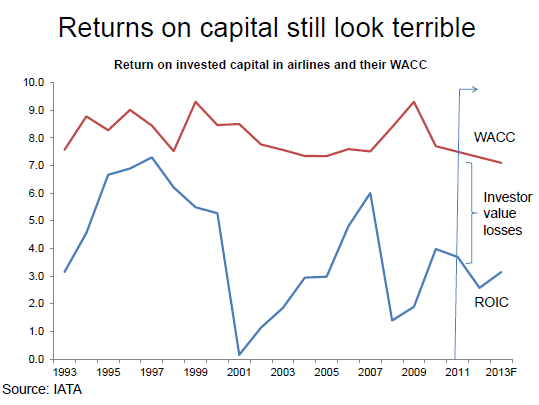 Returns on capital still look terrible
Return on invested capital in airlines and their WACC
10.0
9.0
8.0
7.0
6.0
5.0
4.0
3.0
2.0
1.0
0.0
WACC
Investor
value
losses
ROIC
1993 1995 1997 1999 2001 2003 2005 2007 2009 2011 2013F
Source: IATA